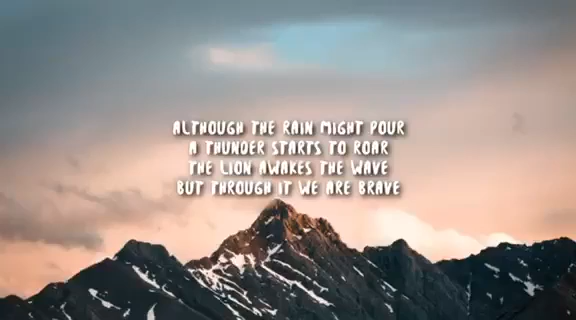 ALTHOUGH THE RAIN MIGHT POUR
A THUNDER STARTS TO ROAR
THE LION AWAKES THE WAVE
BUT THROUGH IT WE ARE BRAVE